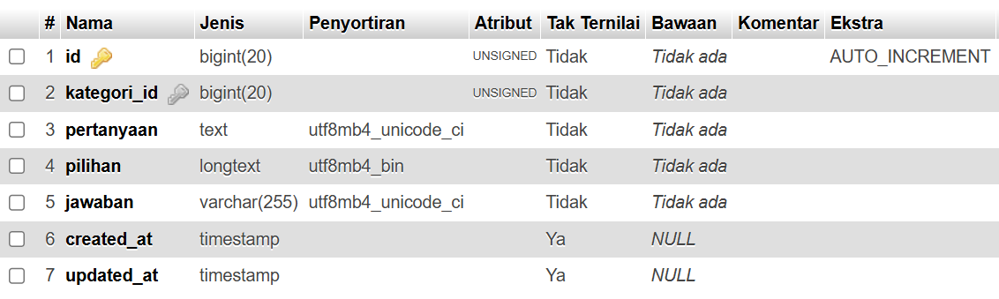 # Nama Jenis Penyortiran Atribut Tak Ternilai Bawaan Komentar Ekstra
1 id bigint(20) UNSIGNED Tidak Tidak ada AUTO_INCREMENT
2 kategori_id bigint(20) UNSIGNED Tidak Tidak ada
3 pertanyaan text utf8mb4_unicode_ci Tidak Tidak ada
4 pilihan longtext utf8mb4_bin Tidak Tidak ada
5 jawaban varchar(255) utf8mb4_unicode_ci Tidak Tidak ada
6 created_at timestamp Ya NULL
7 updated_at timestamp Ya NULL